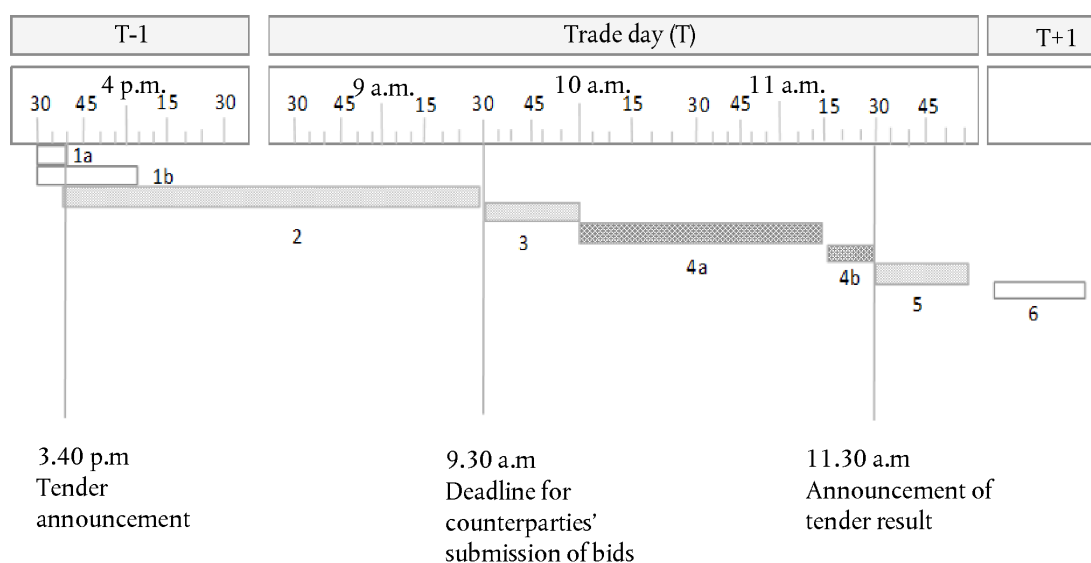 T-1 Trade day (T) T+1
4 p.m. 9 a.m. 10 a.m. 11 a.m.
30 45 15 30 30 45 15 30 45 15 30 45 15 30 45
1a
1b
2 3
4a 4b
5 6
3.40 p.m
Tender
announcement
9.30 a.m
Deadline for
counterparties’
submission of bids
11.30 a.m
Announcement of
tender result